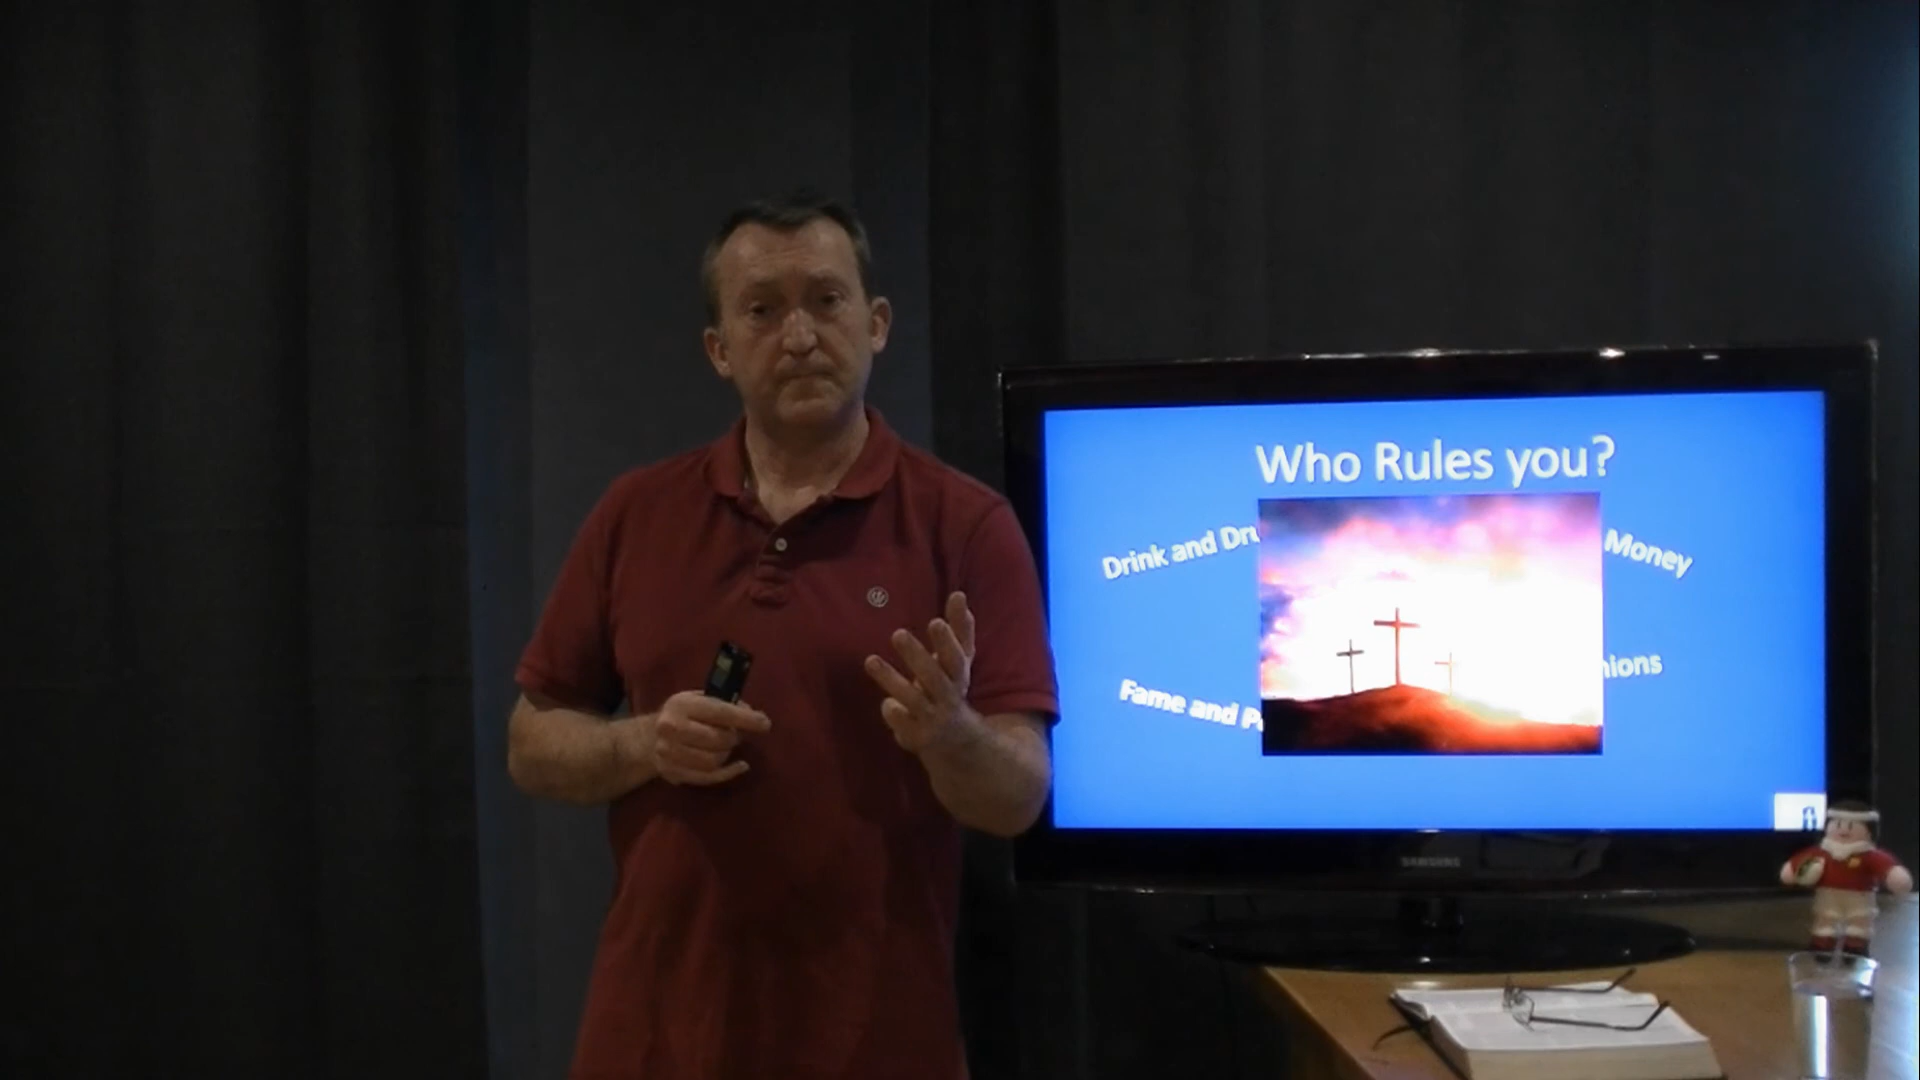 Who Rules you?
Drink and Dru
Money
nions
Fame and P
SAMSUNG